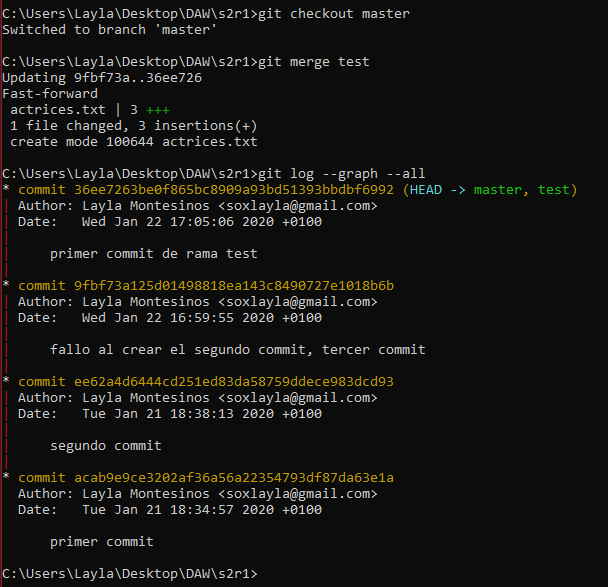 C:\Users\Layla\Desktop\DAW\s2r1>git checkout master
Switched to branch 'master'
C:\Users\Layla\Desktop\DAW\s2r1>git merge test
Updating 9fbf73a..36ee726
Fast-forward
 actrices.txt | 3 +++
 1 file changed, 3 insertions(+)
 create mode 100644 actrices.txt
C:\Users\Layla\Desktop\DAW\s2r1>git log --graph --all
* commit 36ee7263be0f865bc8909a93bd51393bbdbf6992 (HEAD -> master, test)
| Author: Layla Montesinos <soxlayla@gmail.com>
| Date:   Wed Jan 22 17:05:06 2020 +0100
|
|     primer commit de rama test
|
* commit 9fbf73a125d01498818ea143c8490727e1018b6b
| Author: Layla Montesinos <soxlayla@gmail.com>
| Date:   Wed Jan 22 16:59:55 2020 +0100
|
|     fallo al crear el segundo commit, tercer commit
|
* commit ee62a4d6444cd251ed83da58759ddece983dcd93
| Author: Layla Montesinos <soxlayla@gmail.com>
| Date:   Tue Jan 21 18:38:13 2020 +0100
|
|     segundo commit
|
* commit acab9e9ce3202af36a56a22354793df87da63e1a
  Author: Layla Montesinos <soxlayla@gmail.com>
  Date:   Tue Jan 21 18:34:57 2020 +0100
      primer commit
C:\Users\Layla\Desktop\DAW\s2r1>